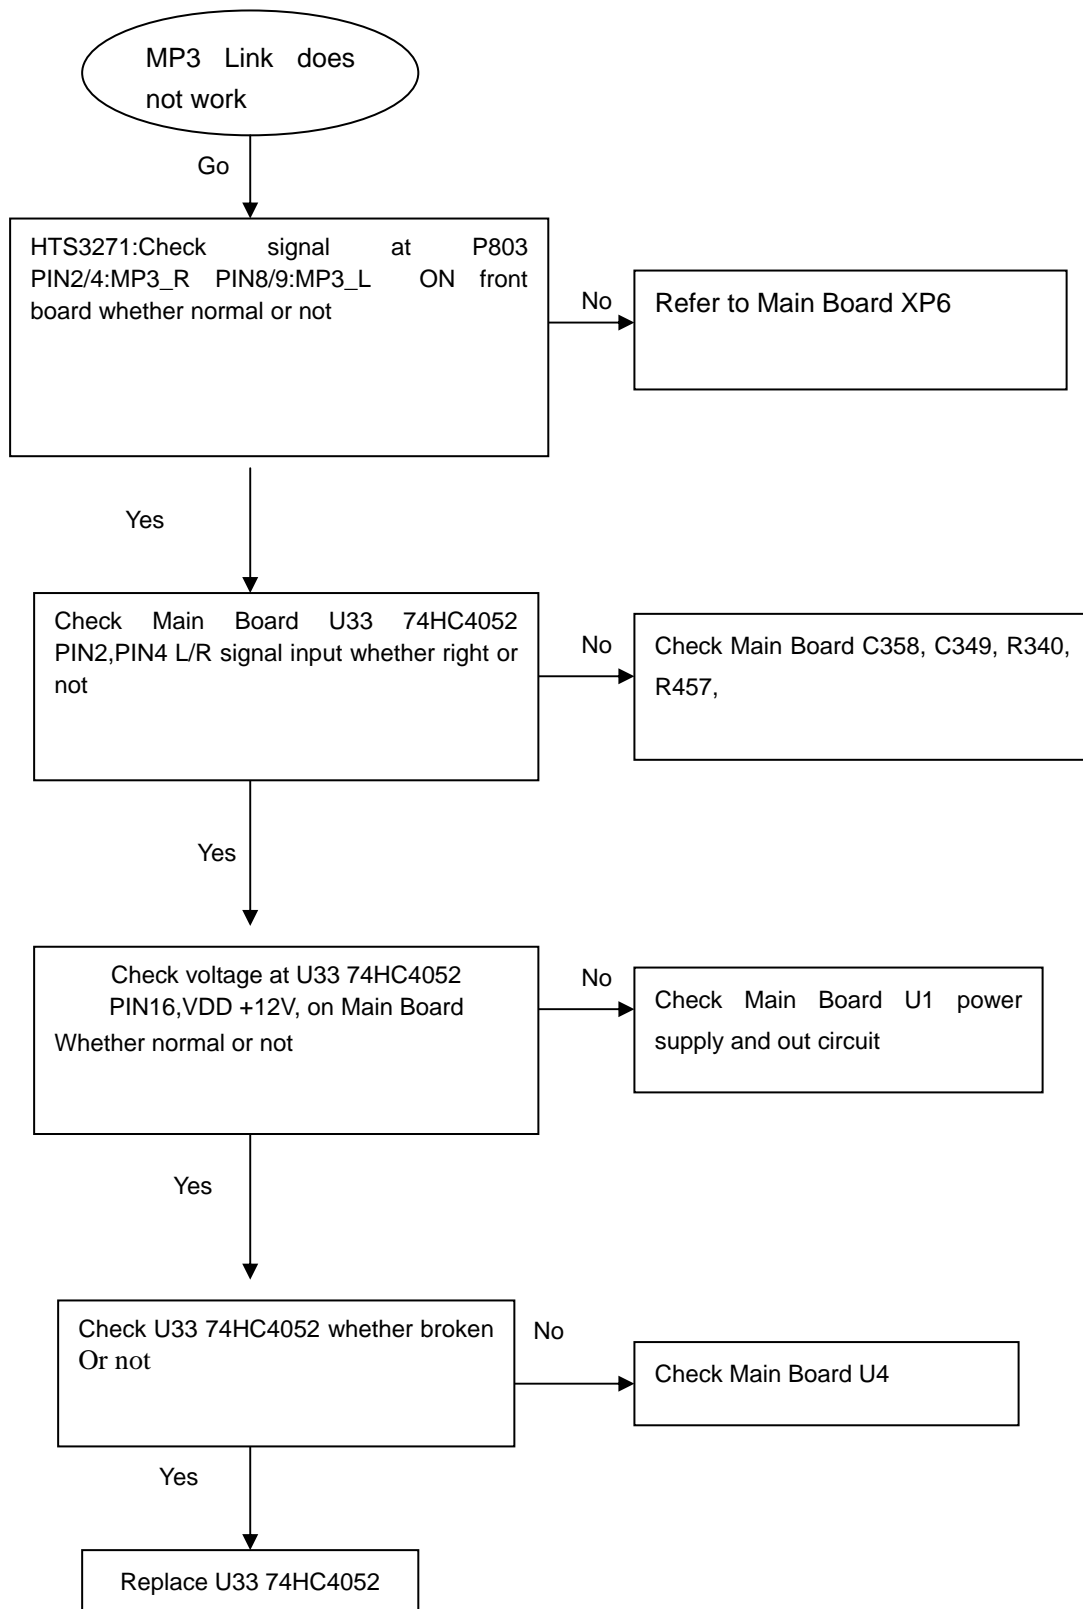 MP3 Link does
not work
Go
HTS3271:Check signal at P803
PIN2/4:MP3_R PIN8/9:MP3_L ON front
board whether normal or not
No
Refer to Main Board XP6
Yes
Check Main Board U33 74HC4052
PIN2,PIN4 L/R signal input whether right or
not
No
Check Main Board C358, C349, R340,
R457,
Yes
Check voltage at U33 74HC4052
PIN16,VDD +12V, on Main Board
Whether normal or not
No
Check Main Board U1 power
supply and out circuit
Yes
Check U33 74HC4052 whether broken
Or not
No
Check Main Board U4
Yes
Replace U33 74HC4052